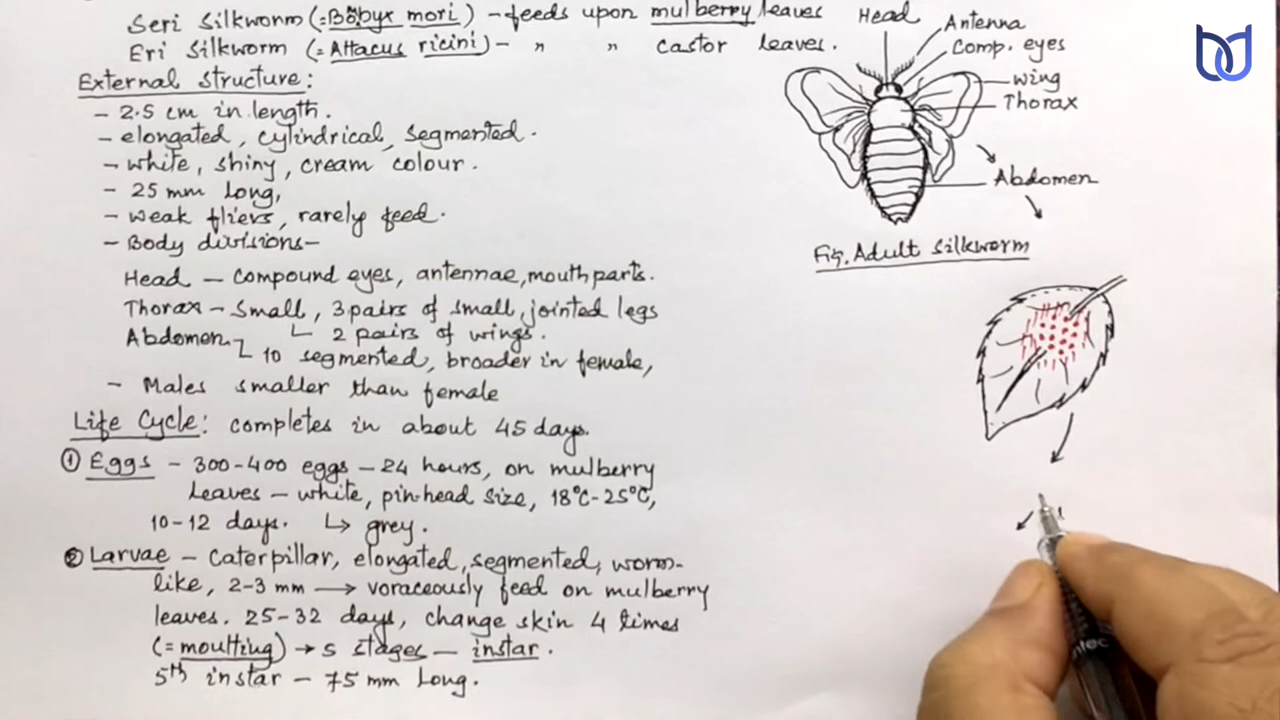 Seri Silkworm (=Bobyx mori) - feeds upon mulberry leaves
Eri Silkworm (=Attacus ricini) - " " castor leaves.
External structure:
- 2.5 cm in length.
- elongated, cylindrical, segmented.
- white, shiny, cream colour.
- 25 mm long,
- weak fliers, rarely feed.
- Body divisions-
Head - compound eyes, antennae, mouth parts.
Thorax - small, 3 pairs of small, jointed legs
↳ 2 pairs of wings.
Abdomen
↳ 10 segmented, broader in female,
- Males smaller than female
Life Cycle: completes in about 45 days.
① Eggs - 300-400 eggs - 24 hours, on mulberry
leaves - white, pin-head size, 18°C-25°C,
10-12 days. ↳ grey.
② Larvae - caterpillar, elongated, segmented, worm-
like, 2-3 mm → voraceously feed on mulberry
leaves. 25-32 days, change skin 4 times
(=moulting) → 5 stages - instar.
5th instar - 75 mm long.
Head
Antenna
Comp. eyes
wing
Thorax
Abdomen
Fig. Adult silkworm